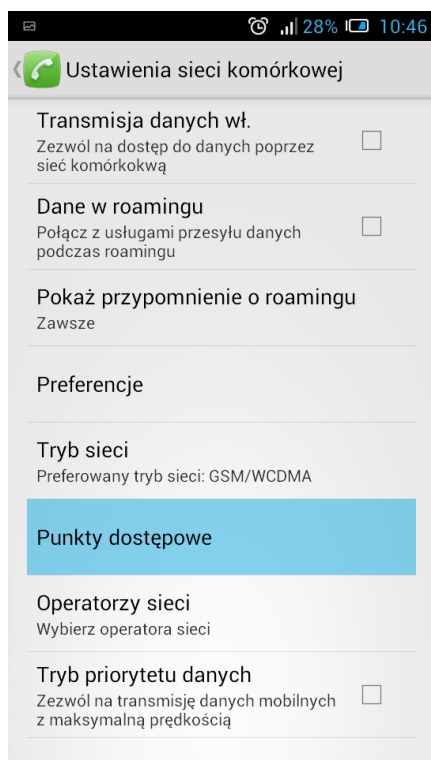 28% 10:46
Ustawienia sieci komórkowej
Transmisja danych wł.
Zezwól na dostęp do danych poprzez
sieć komórkokwą
Dane w roamingu
Połącz z usługami przesyłu danych
podczas roamingu
Pokaż przypomnienie o roamingu
Zawsze
Preferencje
Tryb sieci
Preferowany tryb sieci: GSM/WCDMA
Punkty dostępowe
Operatorzy sieci
Wybierz operatora sieci
Tryb priorytetu danych
Zezwól na transmisję danych mobilnych
z maksymalną prędkością